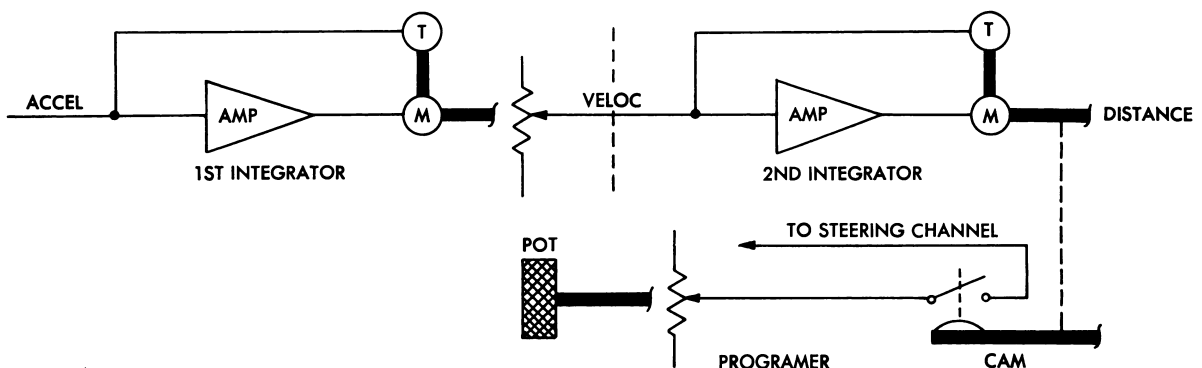 T
T
ACCEL
AMP
M
VELOC
AMP
M
DISTANCE
1ST INTEGRATOR
2ND INTEGRATOR
TO STEERING CHANNEL
POT
PROGRAMER
CAM